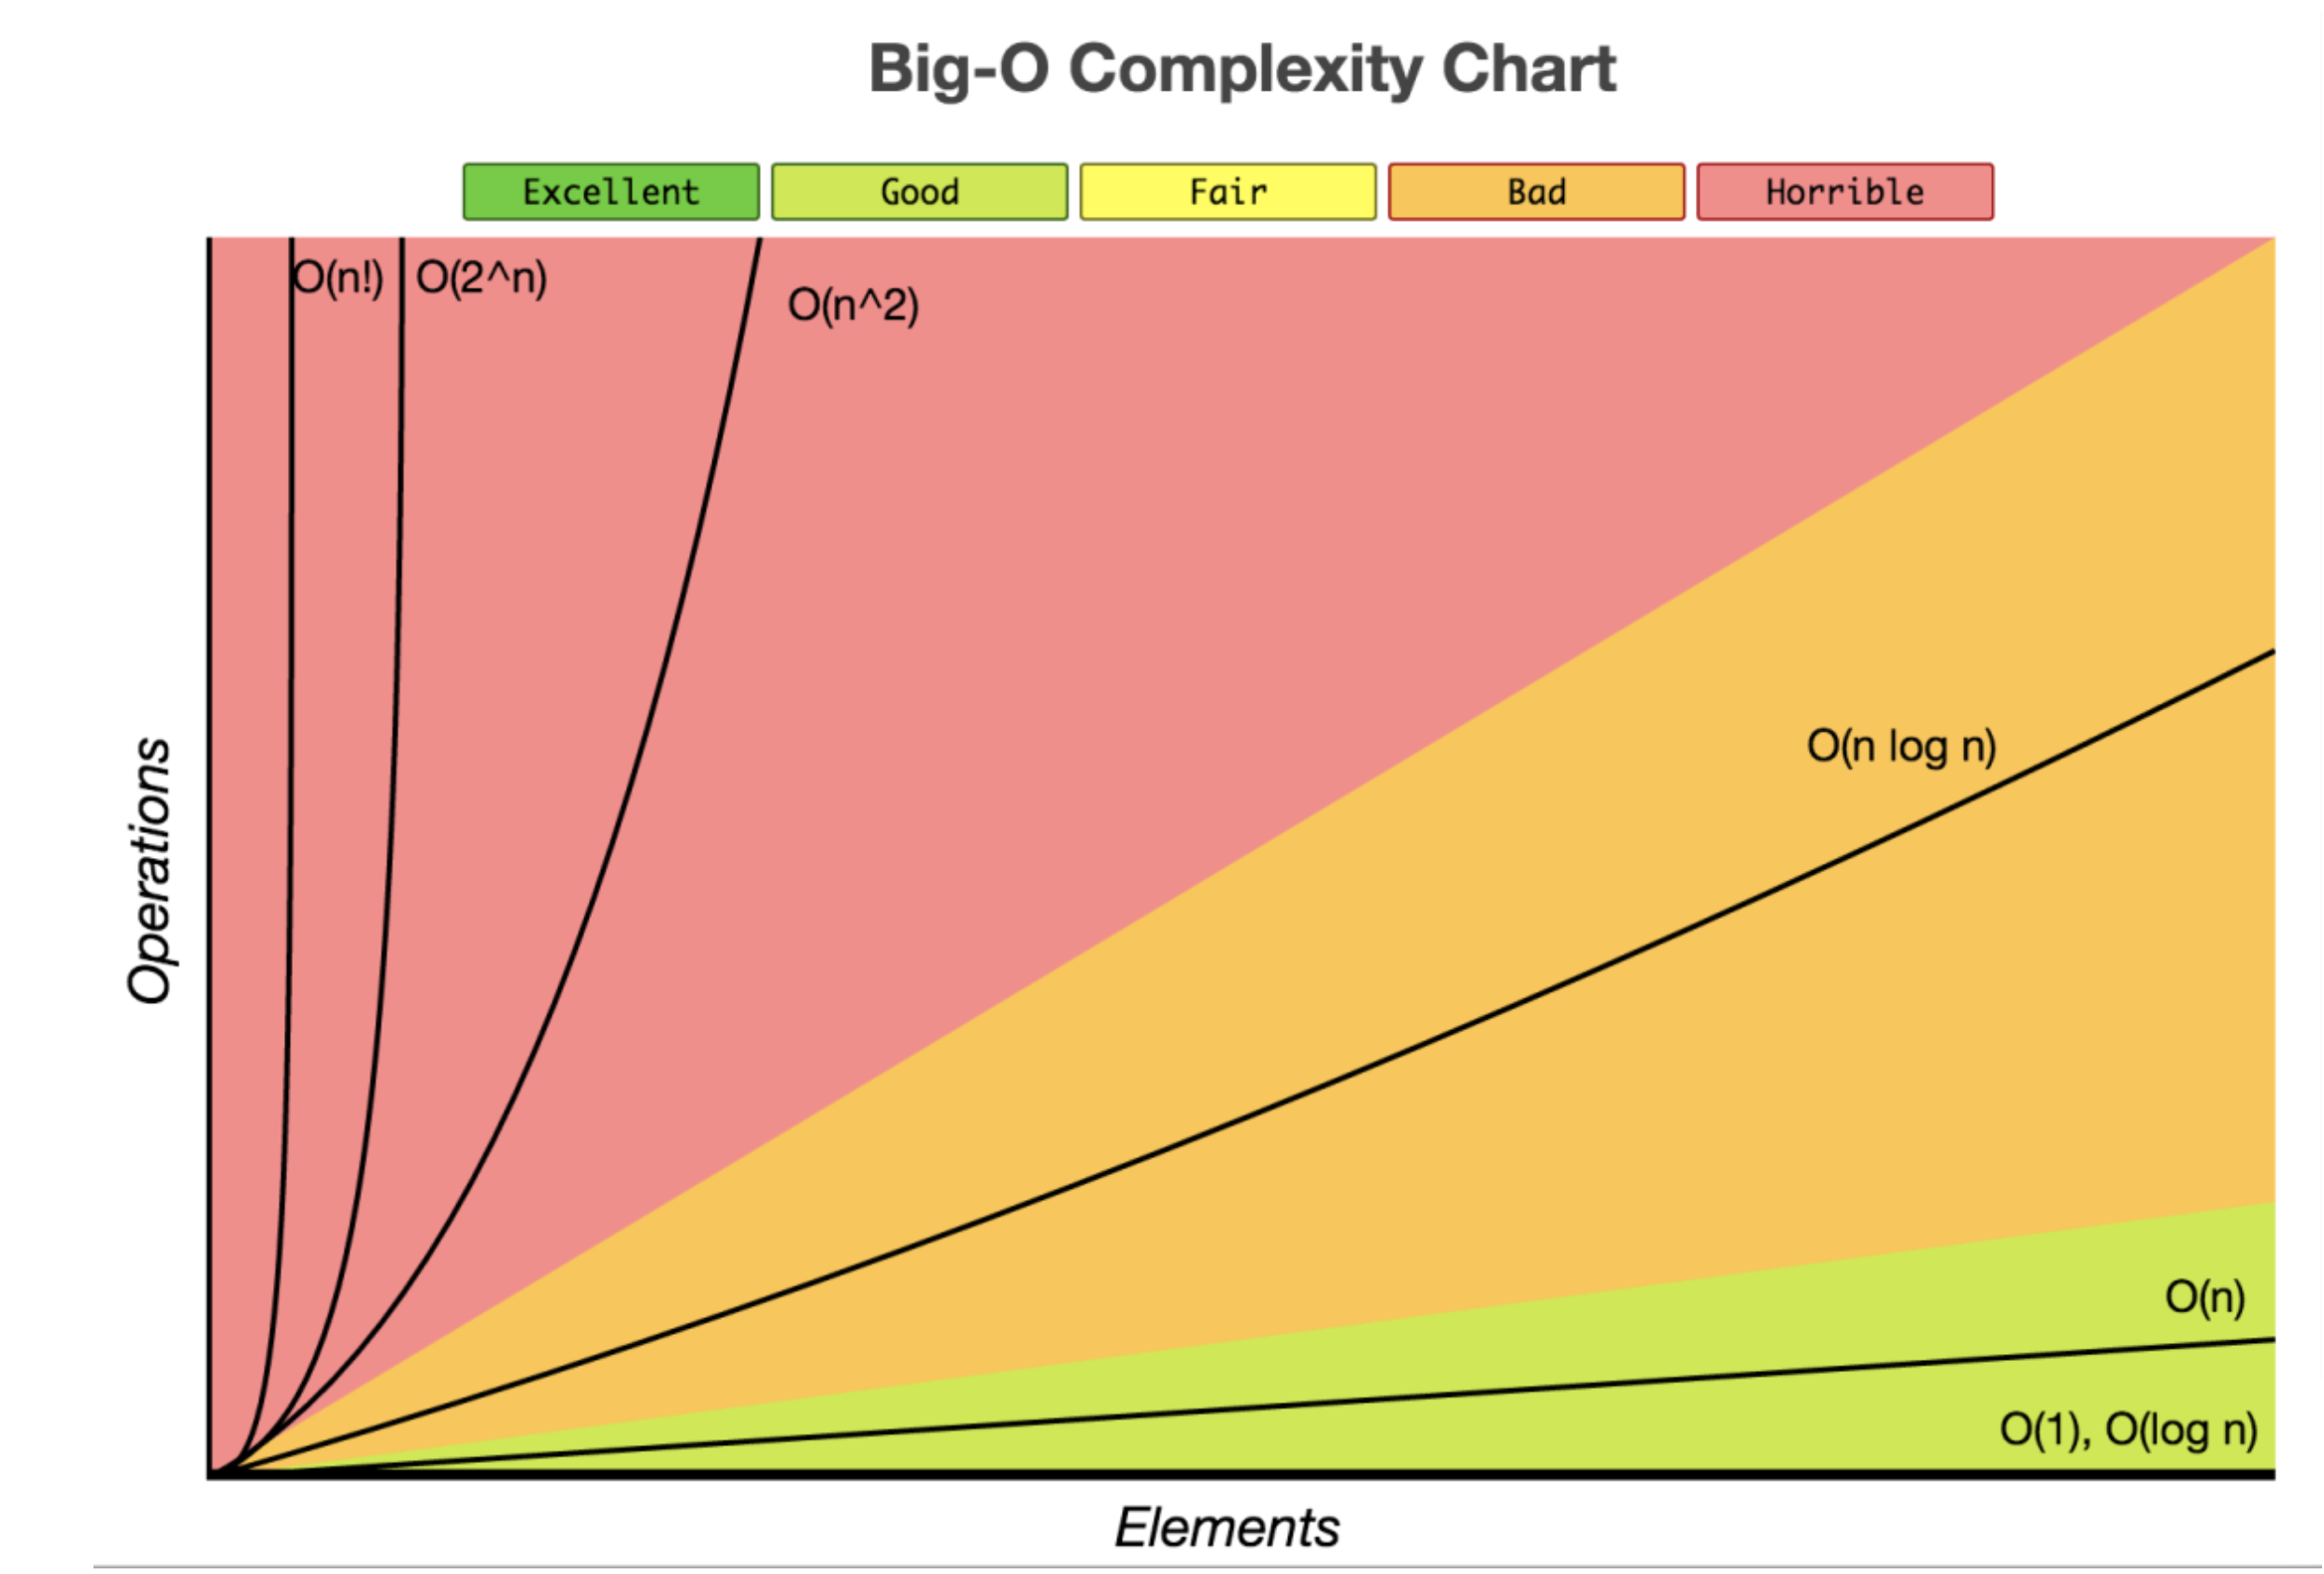 Big-O Complexity Chart
Excellent Good Fair Bad Horrible
O(n!) O(2^n)
O(n^2)
O(n log n)
Operations
O(n)
O(1), O(log n)
Elements